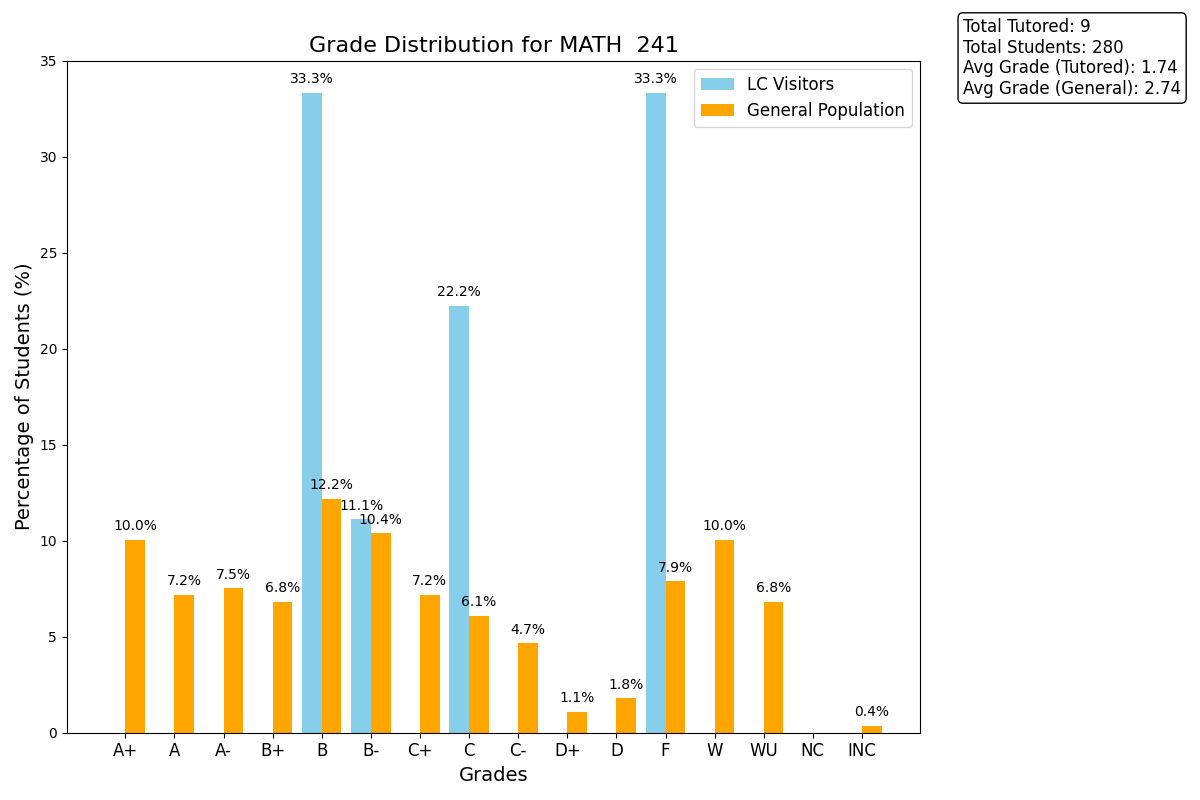 Grade Distribution for MATH  241
Total Tutored: 9
Total Students: 280
Avg Grade (Tutored): 1.74
Avg Grade (General): 2.74
LC Visitors
General Population
Percentage of Students (%)
35
30
25
20
15
10
5
0
10.0%
7.2%
7.5%
6.8%
33.3%
12.2%
11.1%
10.4%
7.2%
22.2%
6.1%
4.7%
1.1%
1.8%
33.3%
7.9%
10.0%
6.8%
0.4%
A+ A A- B+ B B- C+ C C- D+ D F W WU NC INC
Grades